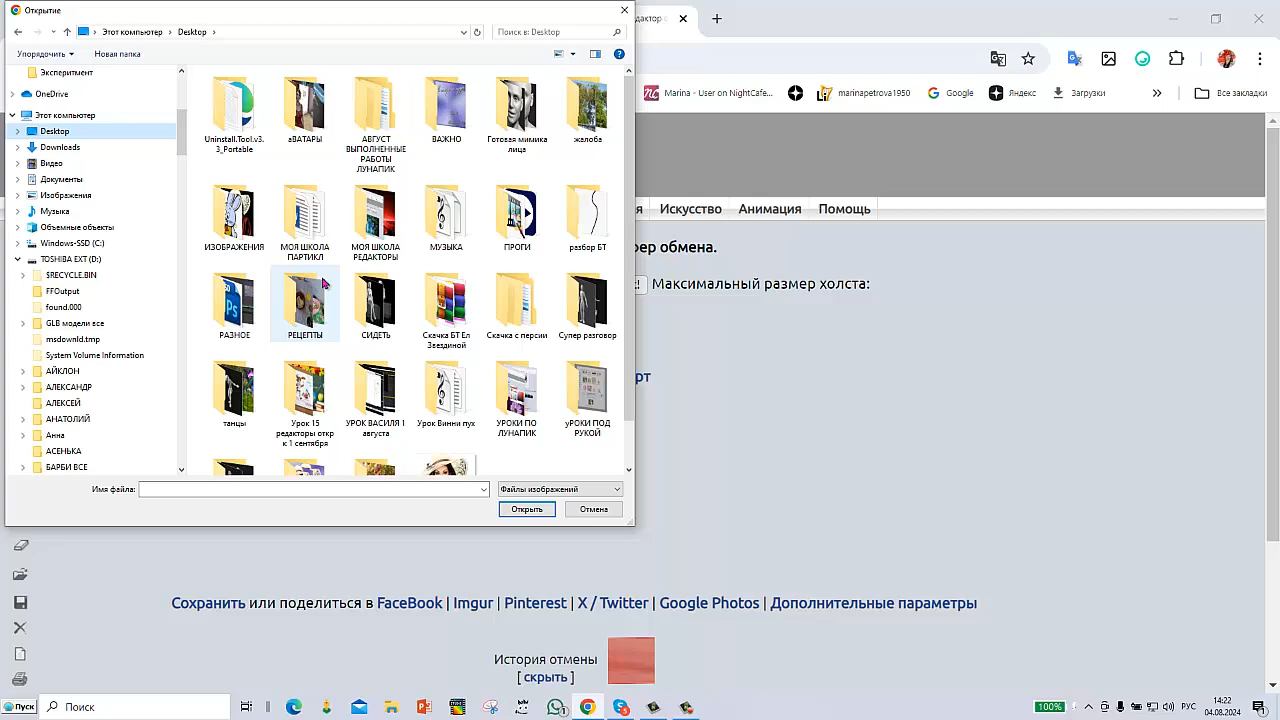 Открытие
Этот компьютер
Desktop
Поиск в: Desktop
Упорядочить
Новая папка
Эксперитмент
OneDrive
Этот компьютер
Desktop
Downloads
Видео
Документы
Изображения
Музыка
Объемные объекты
Windows-SSD (C:)
TOSHIBA EXT (D:)
$RECYCLE.BIN
FFOutput
found.000
GLB модели все
msdownld.tmp
System Volume Information
АЙКЛОН
АЛЕКСАНДР
АЛЕКСЕЙ
АНАТОЛИЙ
Анна
АСЕНЬКА
БАРБИ ВСЕ
Uninstall.Tool.v3.
3_Portable
аВАТАРЫ
АВГУСТ
ВЫПОЛНЕННЫЕ
РАБОТЫ
ЛУНАПИК
ВАЖНО
Готовая мимика
лица
жалоба
ИЗОБРАЖЕНИЯ
МОЯ ШКОЛА
ПАРТИКЛ
МОЯ ШКОЛА
РЕДАКТОРЫ
МУЗЫКА
ПРОГИ
разбор БТ
РАЗНОЕ
РЕЦЕПТЫ
СИДЕТЬ
Скачка БТ Ел
Звездиной
Скачка с персии
Супер разговор
танцы
Урок 15
редакторы откр
к 1 сентября
УРОК ВАСИЛЯ 1
августа
Урок Винни пух
УРОКИ ПО
ЛУНАПИК
уРОКИ ПОД
РУКОЙ
Имя файла:
Файлы изображений
Открыть
Отмена
дактор с
Marina - User on NightCafe...
marinapetrova1950
Google
Яндекс
Загрузки
Все закладки
я
Искусство
Анимация
Помощь
ер обмена.
Максимальный размер холста:
рт
Сохранить или поделиться в FaceBook | Imgur | Pinterest | X / Twitter | Google Photos | Дополнительные параметры
История отмены
[ скрыть ]
Пуск
Поиск
100%
РУС
14:22
04.08.2024